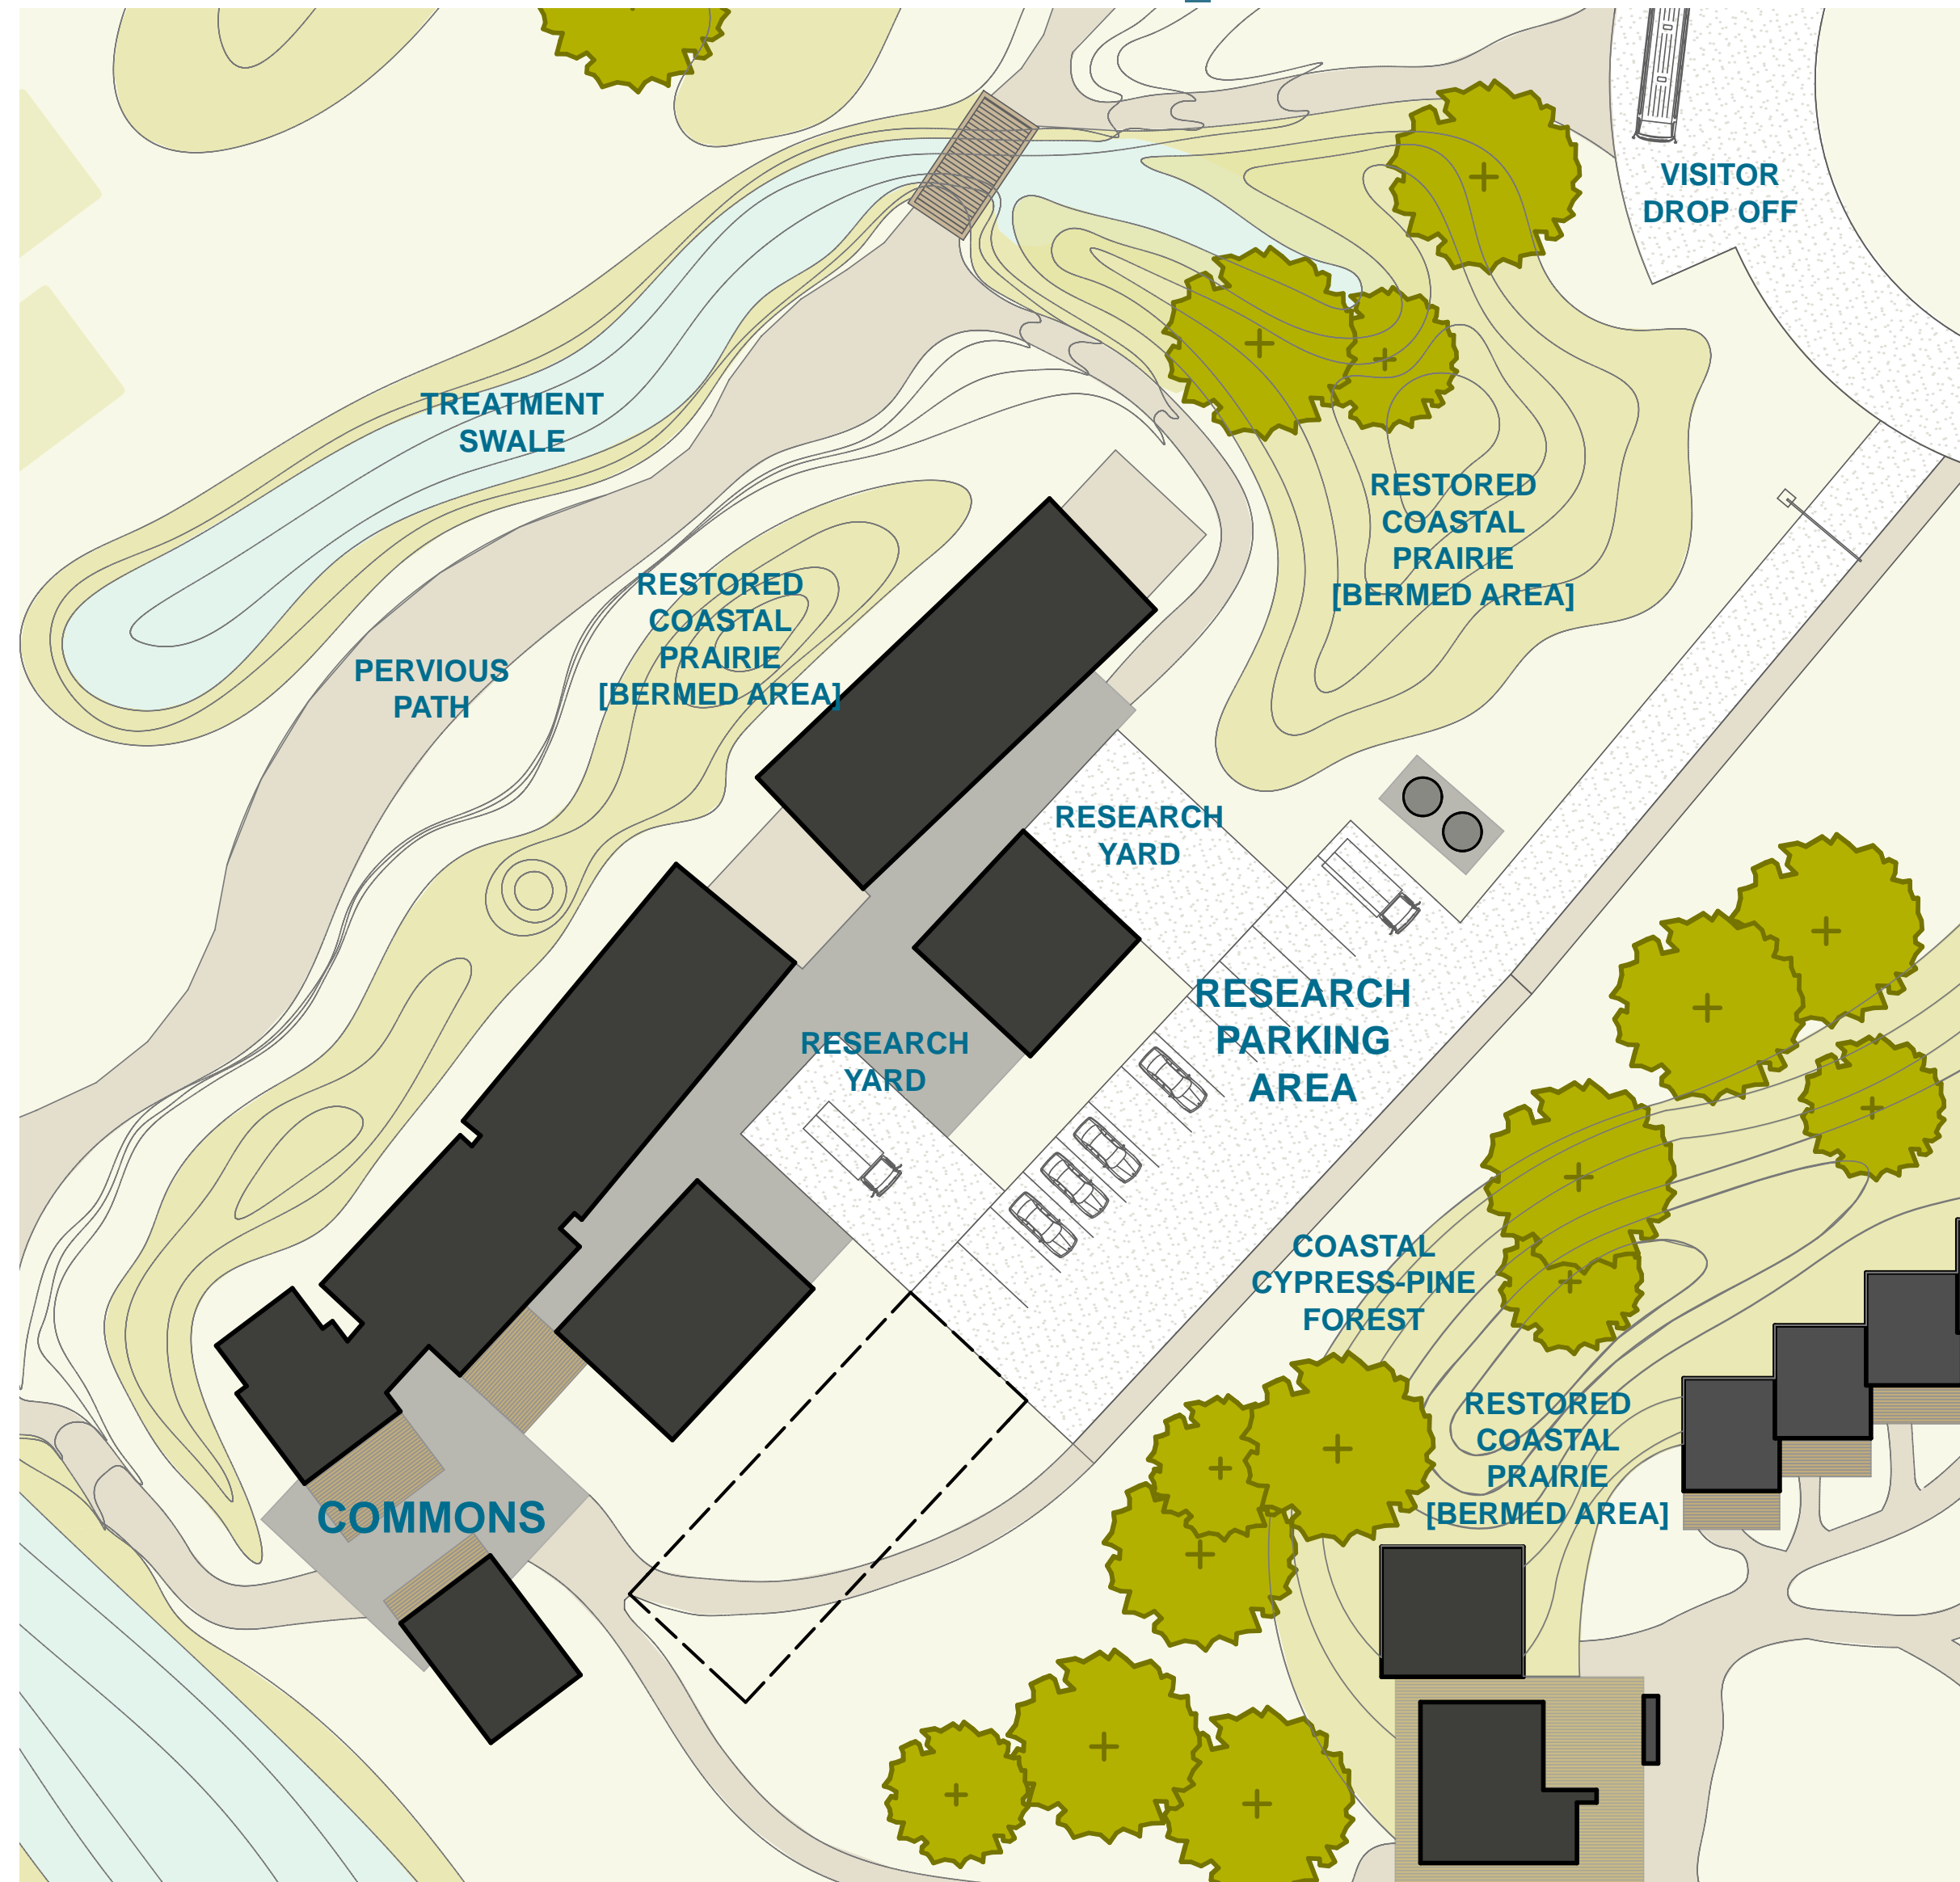 VISITOR
DROP OFF
TREATMENT
SWALE
RESTORED
COASTAL
PRAIRIE
[BERMED AREA]
RESTORED
COASTAL
PRAIRIE
[BERMED AREA]
PERVIOUS
PATH
RESEARCH
YARD
RESEARCH
PARKING
AREA
RESEARCH
YARD
COASTAL
CYPRESS-PINE
FOREST
RESTORED
COASTAL
PRAIRIE
[BERMED AREA]
COMMONS